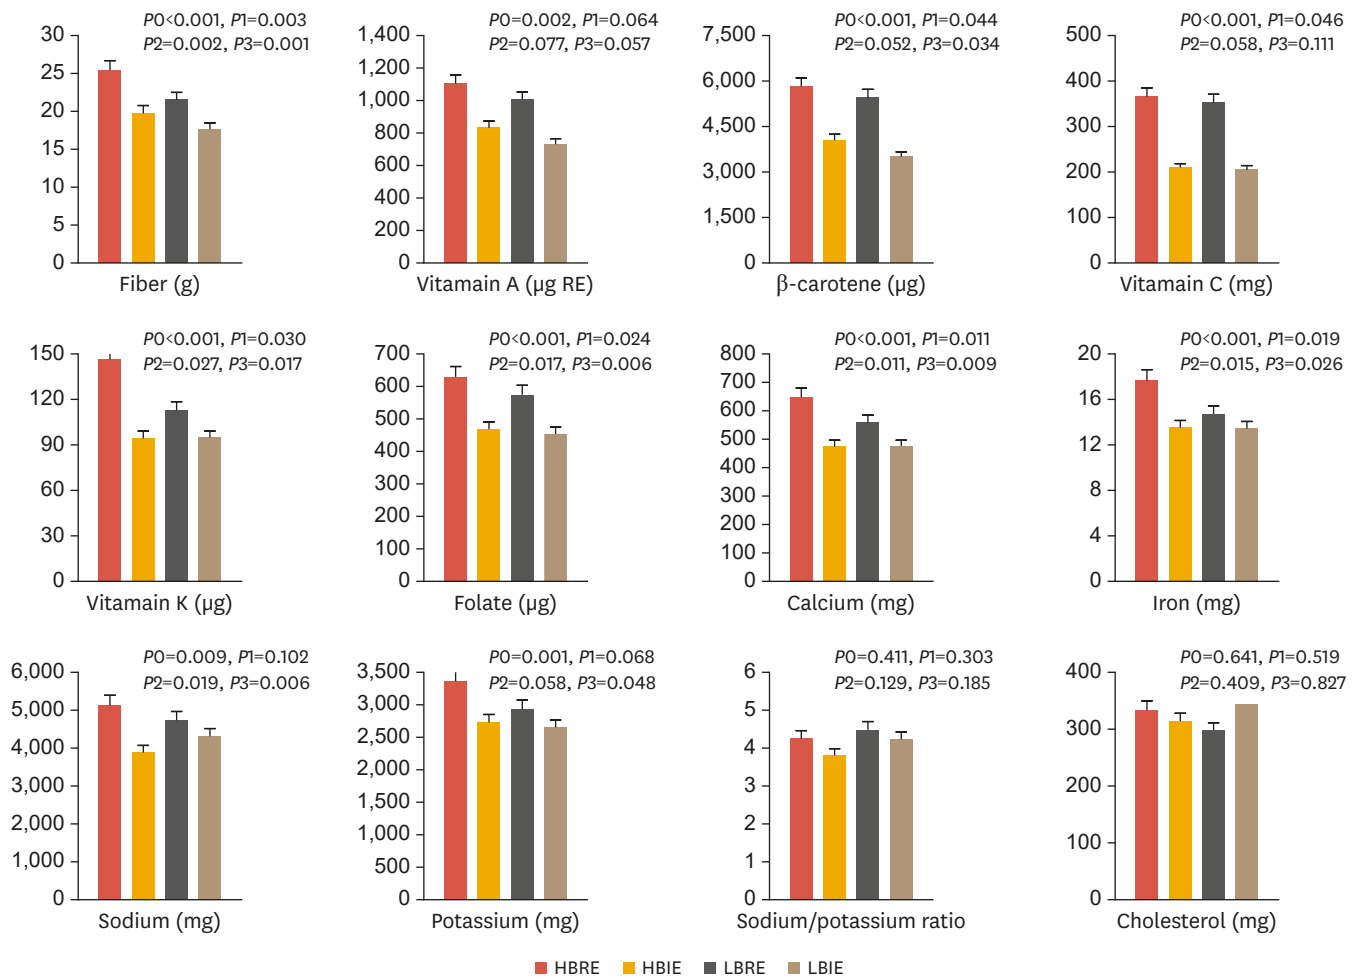 P0<0.001, P1=0.003
P2=0.002, P3=0.001
30
25
20
15
10
5
0
Fiber (g)
P0=0.002, P1=0.064
P2=0.077, P3=0.057
1,400
1,200
1,000
800
600
400
200
0
Vitamain A (µg RE)
P0<0.001, P1=0.044
P2=0.052, P3=0.034
7,500
6,000
4,500
3,000
1,500
0
β-carotene (µg)
P0<0.001, P1=0.046
P2=0.058, P3=0.111
500
400
300
200
100
0
Vitamain C (mg)
P0<0.001, P1=0.030
P2=0.027, P3=0.017
150
120
90
60
30
0
Vitamain K (µg)
P0<0.001, P1=0.024
P2=0.017, P3=0.006
700
600
500
400
300
200
100
0
Folate (µg)
P0<0.001, P1=0.011
P2=0.011, P3=0.009
800
700
600
500
400
300
200
100
0
Calcium (mg)
P0<0.001, P1=0.019
P2=0.015, P3=0.026
20
16
12
8
4
0
Iron (mg)
P0=0.009, P1=0.102
P2=0.019, P3=0.006
6,000
5,000
4,000
3,000
2,000
1,000
0
Sodium (mg)
P0=0.001, P1=0.068
P2=0.058, P3=0.048
3,500
3,000
2,500
2,000
1,500
1,000
500
0
Potassium (mg)
P0=0.411, P1=0.303
P2=0.129, P3=0.185
6
5
4
3
2
1
0
Sodium/potassium ratio
P0=0.641, P1=0.519
P2=0.409, P3=0.827
400
300
200
100
0
Cholesterol (mg)
HBRE HBIE LBRE LBIE